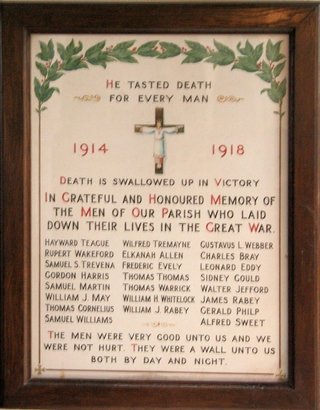 HE TASTED DEATH
FOR EVERY MAN
1914 1918
DEATH IS SWALLOWED UP IN VICTORY
IN GRATEFUL AND HONOURED MEMORY OF
THE MEN OF OUR PARISH WHO LAID
DOWN THEIR LIVES IN THE GREAT WAR.
HAYWARD TEAGUE WILFRED TREMAYNE GUSTAVUS L. WEBBER
RUPERT WAKEFORD ELKANAH ALLEN CHARLES BRAY
SAMUEL S TREVENA FREDERIC EVELY LEONARD EDDY
GORDON HARRIS THOMAS THOMAS SIDNEY GOULD
SAMUEL MARTIN THOMAS WARRICK WALTER JEFFORD
WILLIAM J. MAY WILLIAM H WHITELOCK JAMES RABEY
THOMAS CORNELIUS WILLIAM J. RABEY GERALD PHILP
SAMUEL WILLIAMS ALFRED SWEET
THE MEN WERE VERY GOOD UNTO US AND WE
WERE NOT HURT. THEY WERE A WALL UNTO US
BOTH BY DAY AND NIGHT.